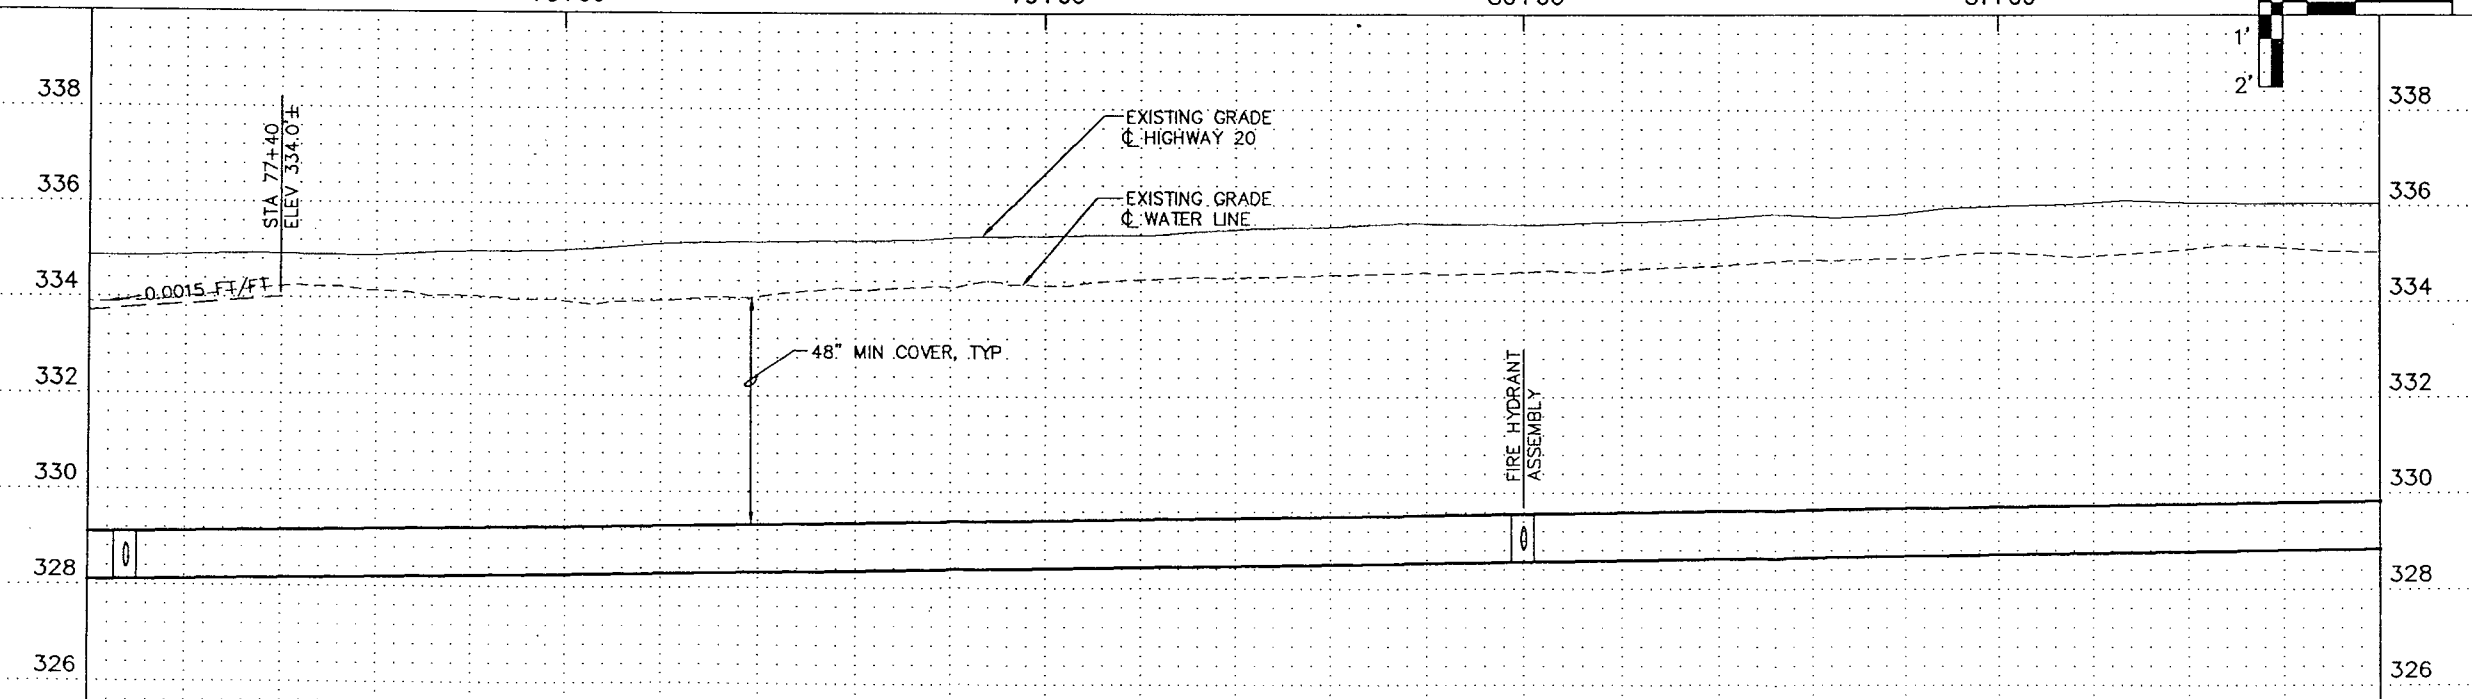 1'
2'
338
336
334
332
330
328
326
STA 77+40
ELEV 334.0'±
0.0015 FT/FT
EXISTING GRADE
℄ HIGHWAY 20
EXISTING GRADE
℄ WATER LINE
48" MIN COVER, TYP
FIRE HYDRANT
ASSEMBLY
338
336
334
332
330
328
326